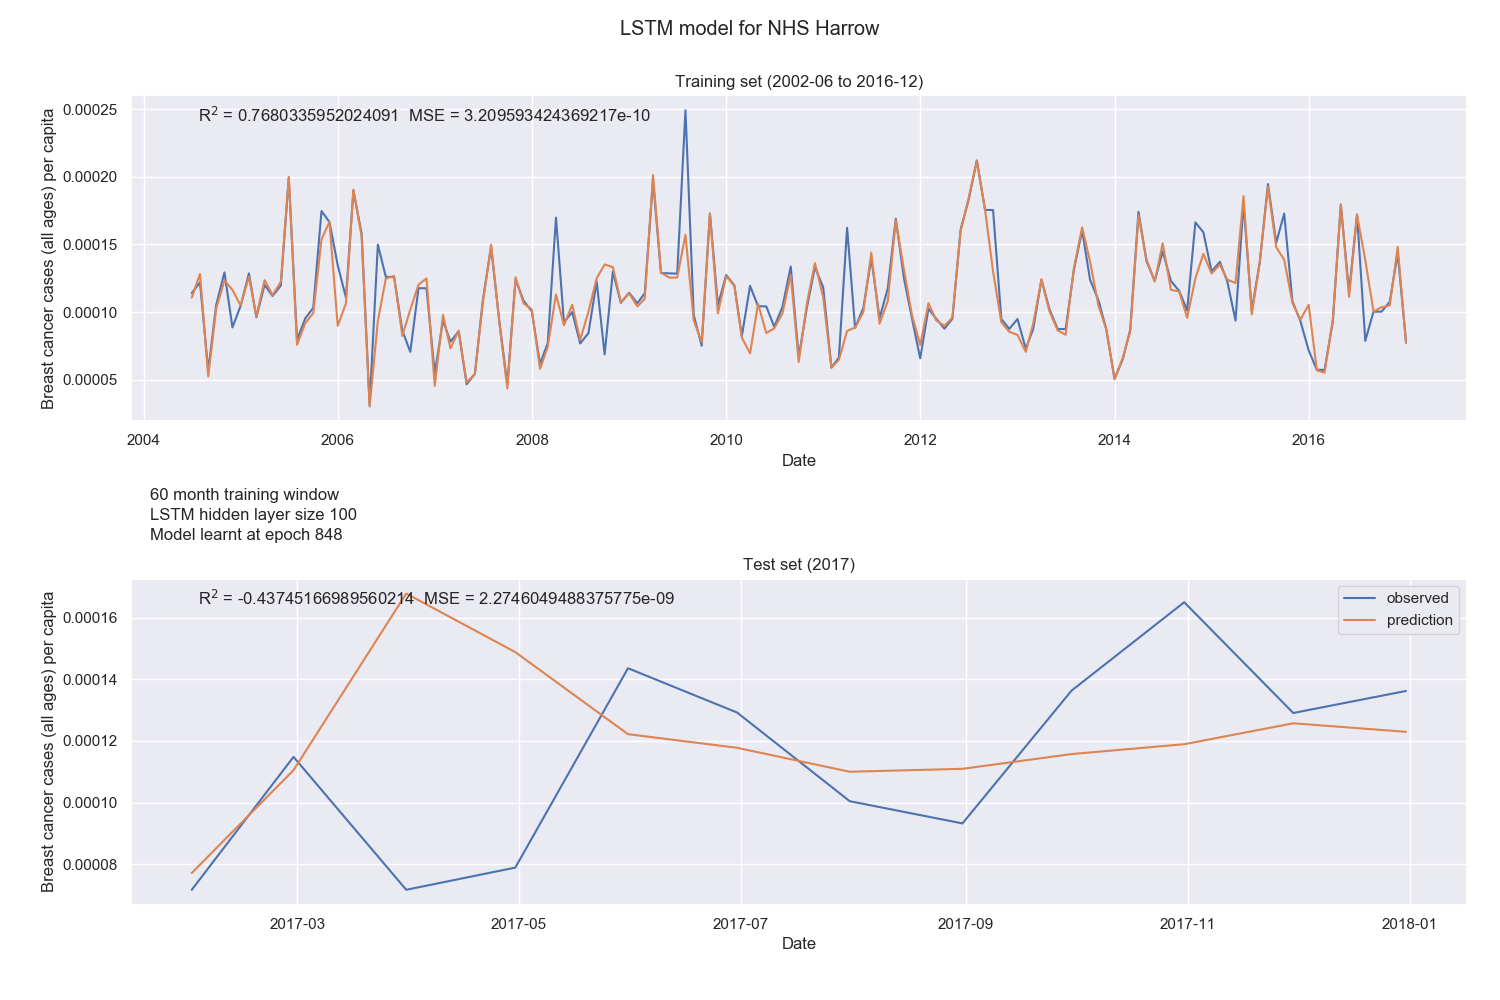 LSTM model for NHS Harrow
Training set (2002-06 to 2016-12)
R² = 0.7680335952024091 MSE = 3.209593424369217e-10
Breast cancer cases (all ages) per capita
0.00025
0.00020
0.00015
0.00010
0.00005
2004 2006 2008 2010 2012 2014 2016
Date
60 month training window
LSTM hidden layer size 100
Model learnt at epoch 848
Test set (2017)
R² = -0.43745166989560214 MSE = 2.2746049488375775e-09
observed
prediction
Breast cancer cases (all ages) per capita
0.00016
0.00014
0.00012
0.00010
0.00008
2017-03 2017-05 2017-07 2017-09 2017-11 2018-01
Date